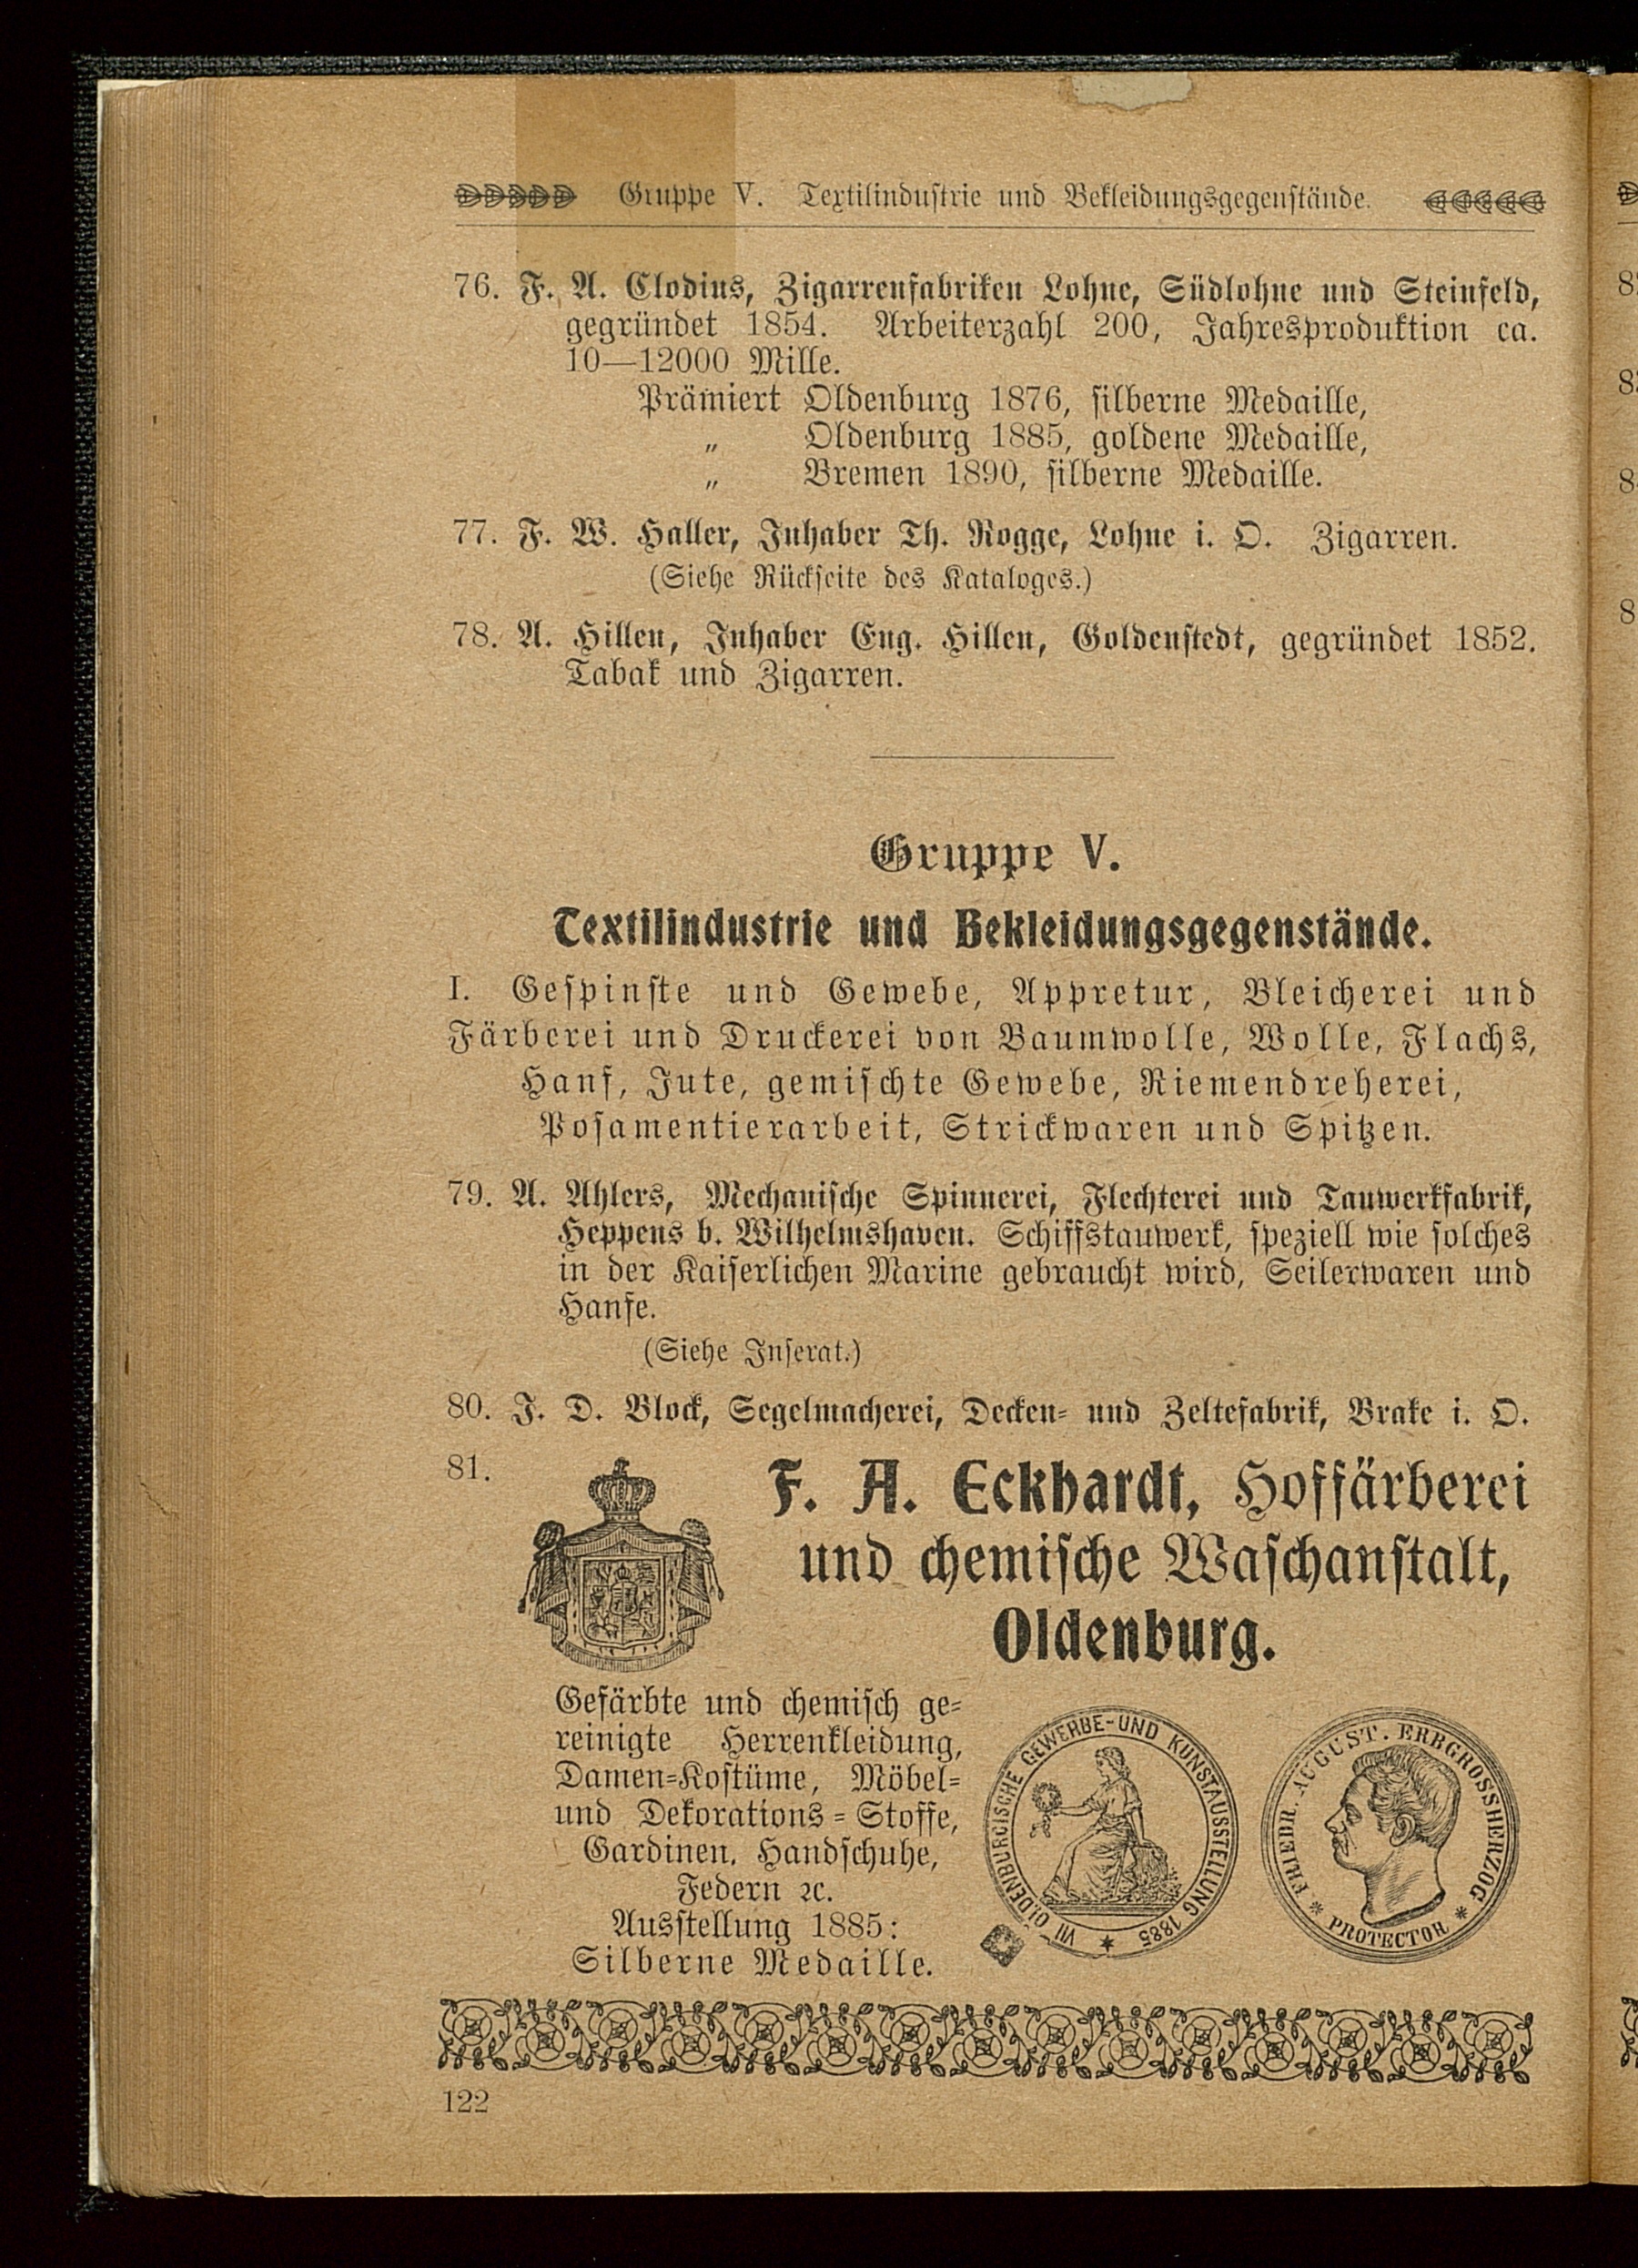 Gruppe V. Textilindustrie und Bekleidungsgegenstände.
76. F. A. Clodius, Zigarrenfabriken Lohne, Südlohne und Steinfeld,
gegründet 1854. Arbeiterzahl 200, Jahresproduktion ca.
10—12000 Mille.
Prämiert Oldenburg 1876, silberne Medaille,
„ Oldenburg 1885, goldene Medaille,
„ Bremen 1890, silberne Medaille.
77. F. W. Haller, Inhaber Th. Rogge, Lohne i. O. Zigarren.
(Siehe Rückseite des Kataloges.)
78. A. Hillen, Inhaber Eug. Hillen, Goldenstedt, gegründet 1852.
Tabak und Zigarren.
Gruppe V.
Textilindustrie und Bekleidungsgegenstände.
I. Gespinste und Gewebe, Appretur, Bleicherei und
Färberei und Druckerei von Baumwolle, Wolle, Flachs,
Hanf, Jute, gemischte Gewebe, Riemendreherei,
Posamentierarbeit, Strickwaren und Spitzen.
79. A. Ahlers, Mechanische Spinnerei, Flechterei und Tauwerkfabrik,
Heppens b. Wilhelmshaven. Schiffstauwerk, speziell wie solches
in der Kaiserlichen Marine gebraucht wird, Seilerwaren und
Hanfe.
(Siehe Inserat.)
80. J. D. Block, Segelmacherei, Decken- und Zeltefabrik, Brake i. O.
81. F. A. Eckhardt, Hoffärberei
und chemische Waschanstalt,
Oldenburg.
Gefärbte und chemisch ge-
reinigte Herrenkleidung,
Damen-Kostüme, Möbel-
und Dekorations-Stoffe,
Gardinen, Handschuhe,
Federn ꝛc.
Ausstellung 1885:
Silberne Medaille.
VII OLDENBURGISCHE GEWERBE-UND KUNSTAUSSTELLUNG 1885
FRIEDR. AUGUST. ERBGROSSHERZOG * PROTECTOR *
122